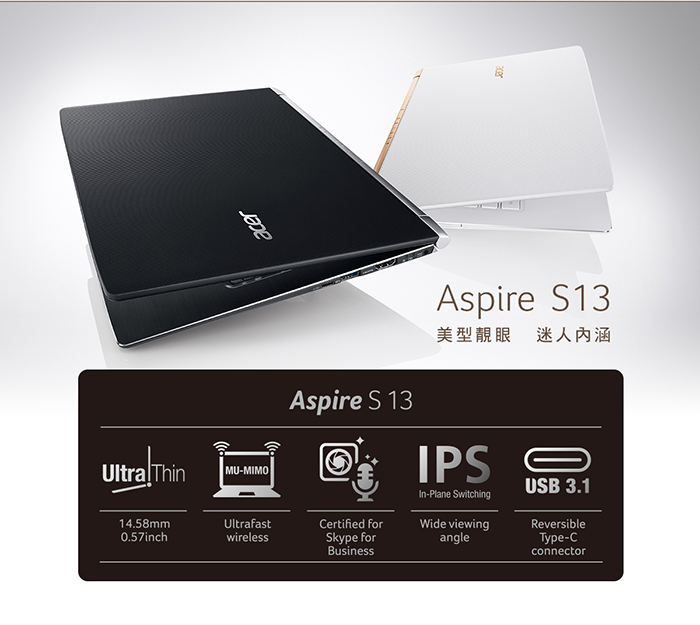 acer
acer
Aspire S13
美型靚眼 迷人內涵
Aspire S 13
Ultra Thin
MU-MIMO
IPS
In-Plane Switching
USB 3.1
14.58mm
0.57inch
Ultrafast
wireless
Certified for
Skype for
Business
Wide viewing
angle
Reversible
Type-C
connector